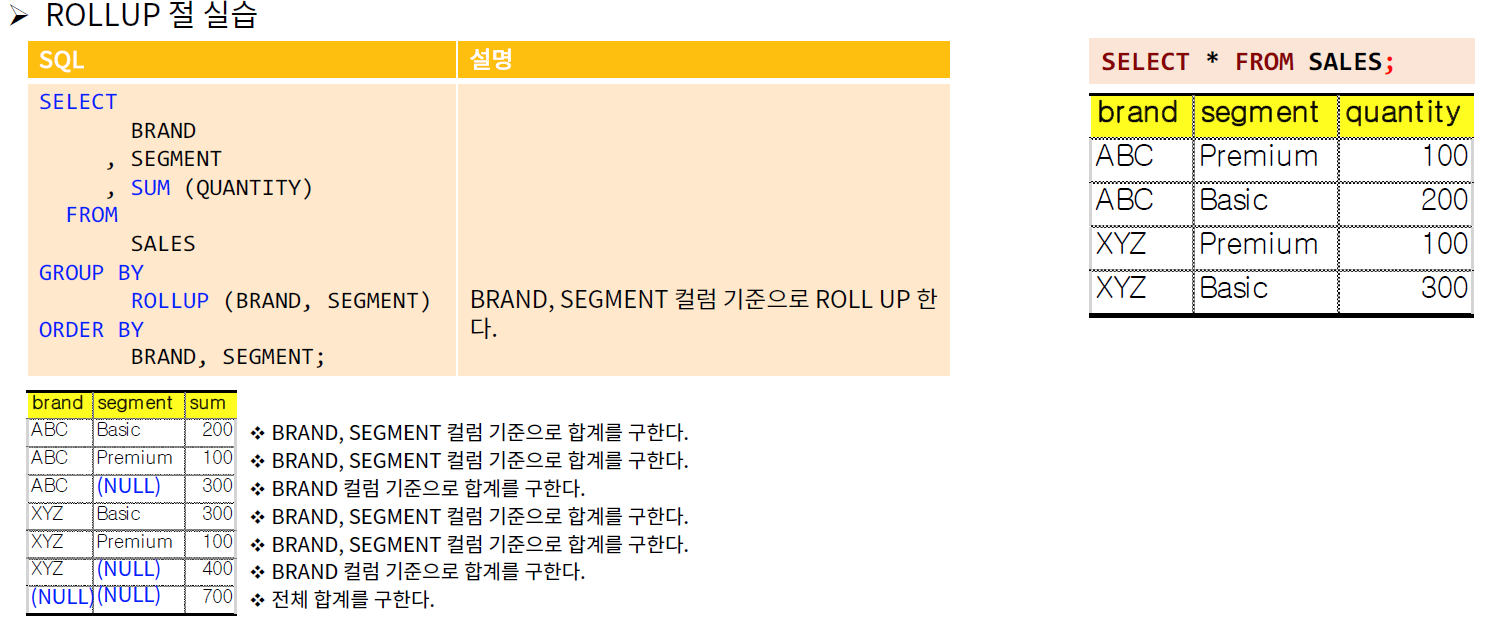 ➢ ROLLUP 절 실습
SQL 설명
SELECT
BRAND
, SEGMENT
, SUM (QUANTITY)
FROM
SALES
GROUP BY
ROLLUP (BRAND, SEGMENT)
ORDER BY
BRAND, SEGMENT;
BRAND, SEGMENT 컬럼 기준으로 ROLL UP 한
다.
SELECT * FROM SALES;
brand segment quantity
ABC Premium 100
ABC Basic 200
XYZ Premium 100
XYZ Basic 300
brand segment sum
ABC Basic 200 ❖ BRAND, SEGMENT 컬럼 기준으로 합계를 구한다.
ABC Premium 100 ❖ BRAND, SEGMENT 컬럼 기준으로 합계를 구한다.
ABC (NULL) 300 ❖ BRAND 컬럼 기준으로 합계를 구한다.
XYZ Basic 300 ❖ BRAND, SEGMENT 컬럼 기준으로 합계를 구한다.
XYZ Premium 100 ❖ BRAND, SEGMENT 컬럼 기준으로 합계를 구한다.
XYZ (NULL) 400 ❖ BRAND 컬럼 기준으로 합계를 구한다.
(NULL) (NULL) 700 ❖ 전체 합계를 구한다.